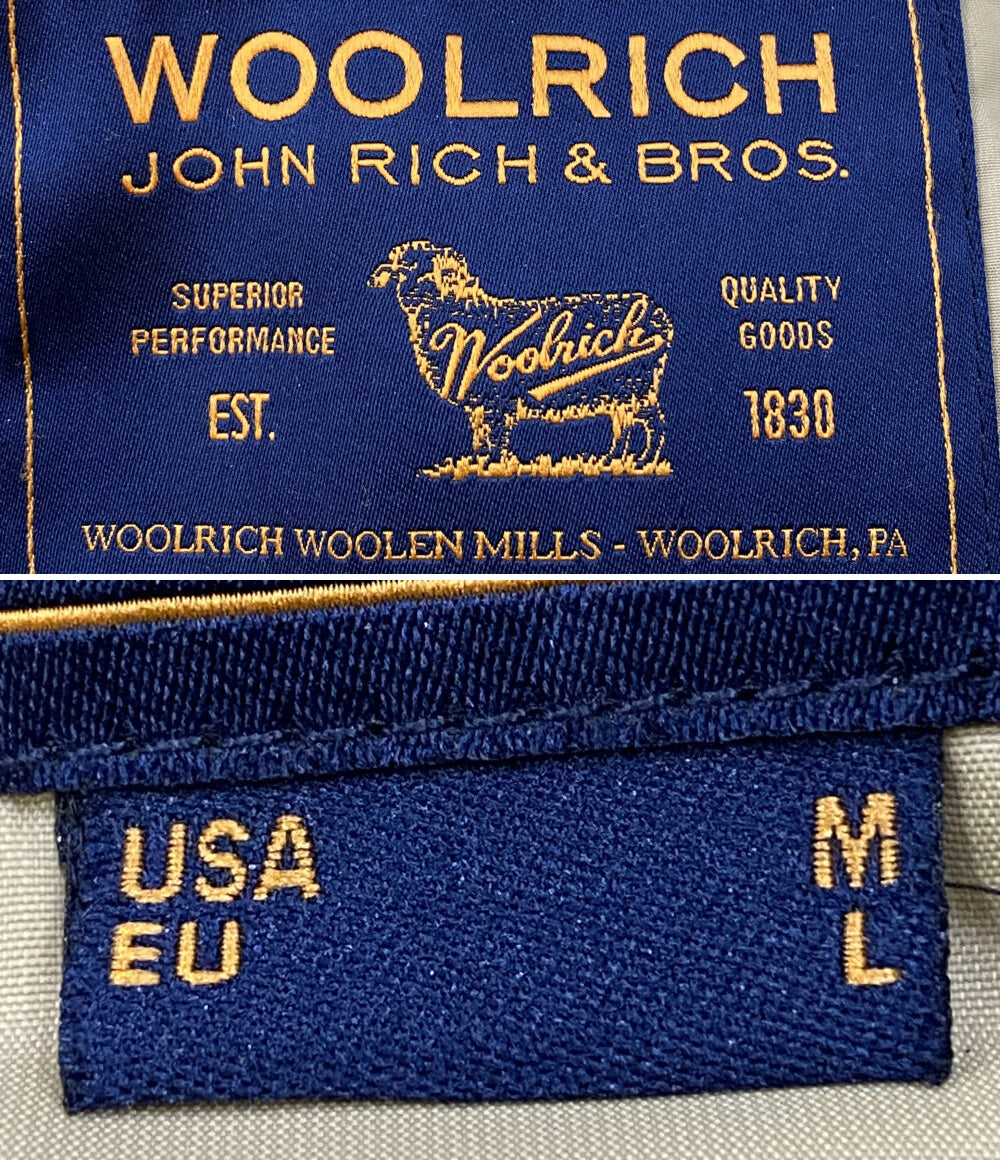 WOOLRICH
JOHN RICH & BROS.
SUPERIOR
PERFORMANCE
EST.
Woolrich
QUALITY
GOODS
1830
WOOLRICH WOOLEN MILLS - WOOLRICH, PA
USA M
EU L